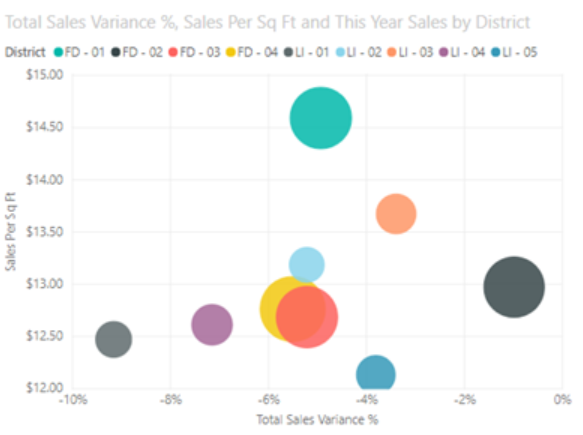 Total Sales Variance %, Sales Per Sq Ft and This Year Sales by District
District FD - 01 FD - 02 FD - 03 FD - 04 LI - 01 LI - 02 LI - 03 LI - 04 LI - 05
$15.00
$14.50
$14.00
$13.50
$13.00
$12.50
$12.00
Sales Per Sq Ft
-10% -8% -6% -4% -2% 0%
Total Sales Variance %